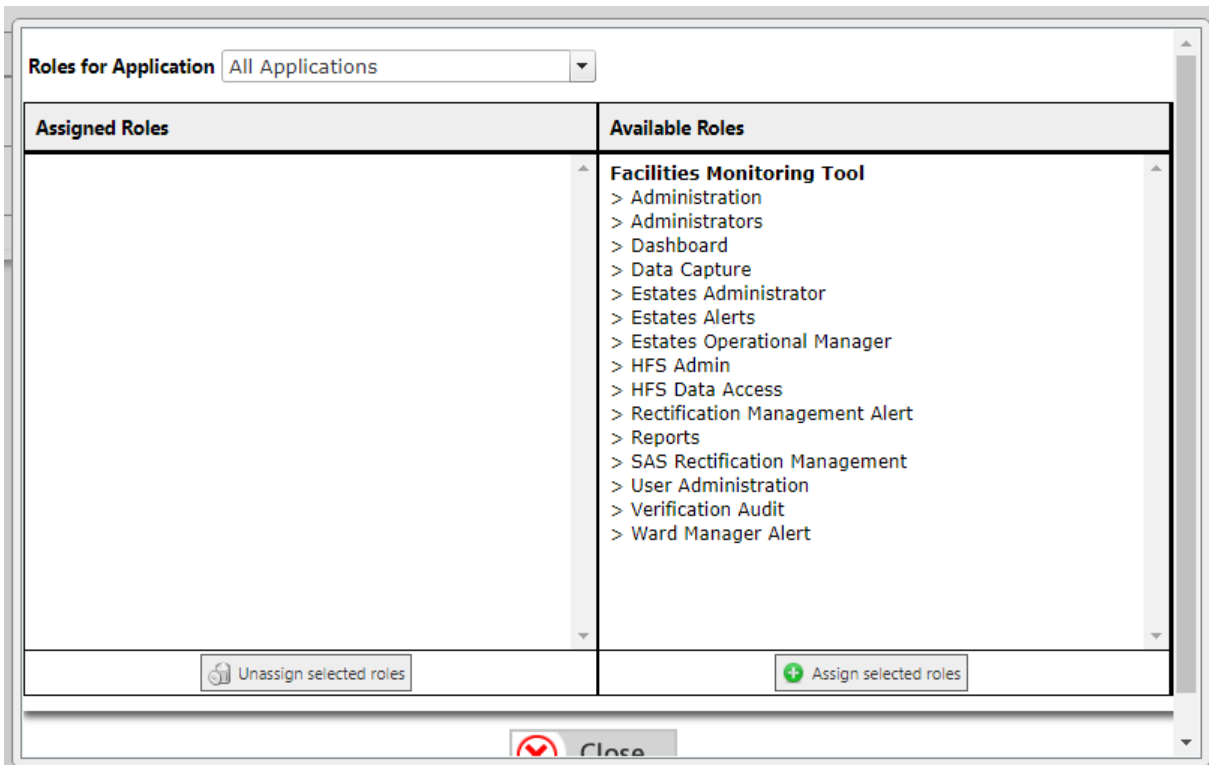 Roles for Application All Applications
Assigned Roles
Available Roles
Facilities Monitoring Tool
> Administration
> Administrators
> Dashboard
> Data Capture
> Estates Administrator
> Estates Alerts
> Estates Operational Manager
> HFS Admin
> HFS Data Access
> Rectification Management Alert
> Reports
> SAS Rectification Management
> User Administration
> Verification Audit
> Ward Manager Alert
Unassign selected roles
Assign selected roles
Close